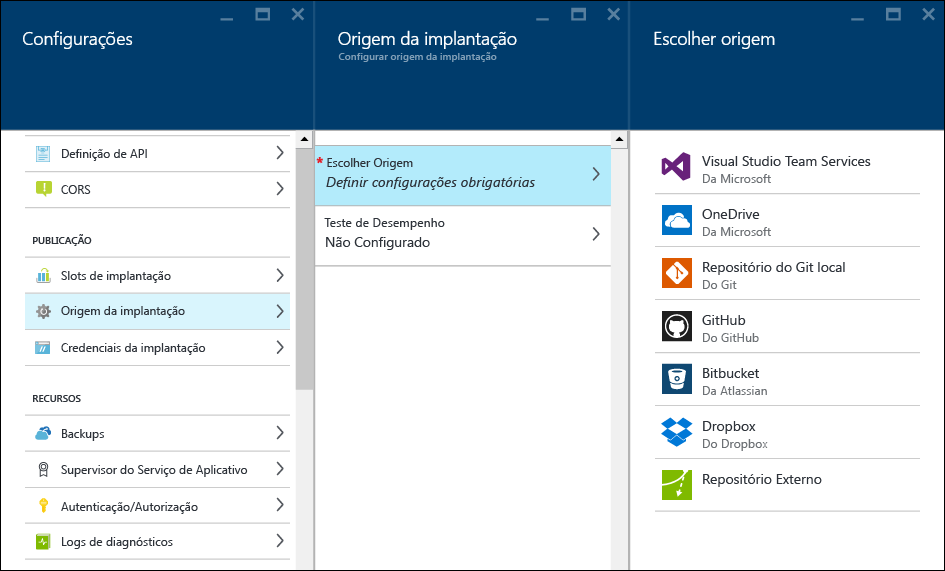 Configurações
Definição de API
CORS
PUBLICAÇÃO
Slots de implantação
Origem da implantação
Credenciais da implantação
RECURSOS
Backups
Supervisor do Serviço de Aplicativo
Autenticação/Autorização
Logs de diagnósticos
Origem da implantação
Configurar origem da implantação
* Escolher Origem
Definir configurações obrigatórias
Teste de Desempenho
Não Configurado
Escolher origem
Visual Studio Team Services
Da Microsoft
OneDrive
Da Microsoft
Repositório do Git local
Do Git
GitHub
Do GitHub
Bitbucket
Da Atlassian
Dropbox
Do Dropbox
Repositório Externo